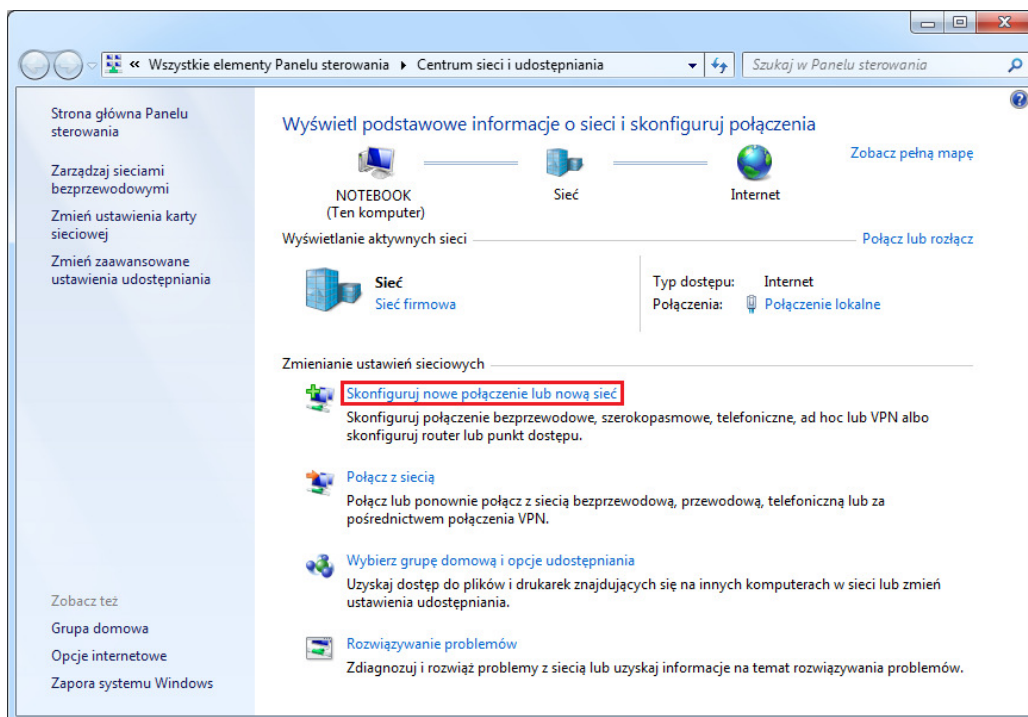 « Wszystkie elementy Panelu sterowania ▸ Centrum sieci i udostępniania
Szukaj w Panelu sterowania
Strona główna Panelu
sterowania
Zarządzaj sieciami
bezprzewodowymi
Zmień ustawienia karty
sieciowej
Zmień zaawansowane
ustawienia udostępniania
Zobacz też
Grupa domowa
Opcje internetowe
Zapora systemu Windows
Wyświetl podstawowe informacje o sieci i skonfiguruj połączenia
Zobacz pełną mapę
NOTEBOOK
(Ten komputer)
Sieć
Internet
Wyświetlanie aktywnych sieci
Połącz lub rozłącz
Sieć
Sieć firmowa
Typ dostępu: Internet
Połączenia: Połączenie lokalne
Zmienianie ustawień sieciowych
Skonfiguruj nowe połączenie lub nową sieć
Skonfiguruj połączenie bezprzewodowe, szerokopasmowe, telefoniczne, ad hoc lub VPN albo
skonfiguruj router lub punkt dostępu.
Połącz z siecią
Połącz lub ponownie połącz z siecią bezprzewodową, przewodową, telefoniczną lub za
pośrednictwem połączenia VPN.
Wybierz grupę domową i opcje udostępniania
Uzyskaj dostęp do plików i drukarek znajdujących się na innych komputerach w sieci lub zmień
ustawienia udostępniania.
Rozwiązywanie problemów
Zdiagnozuj i rozwiąż problemy z siecią lub uzyskaj informacje na temat rozwiązywania problemów.